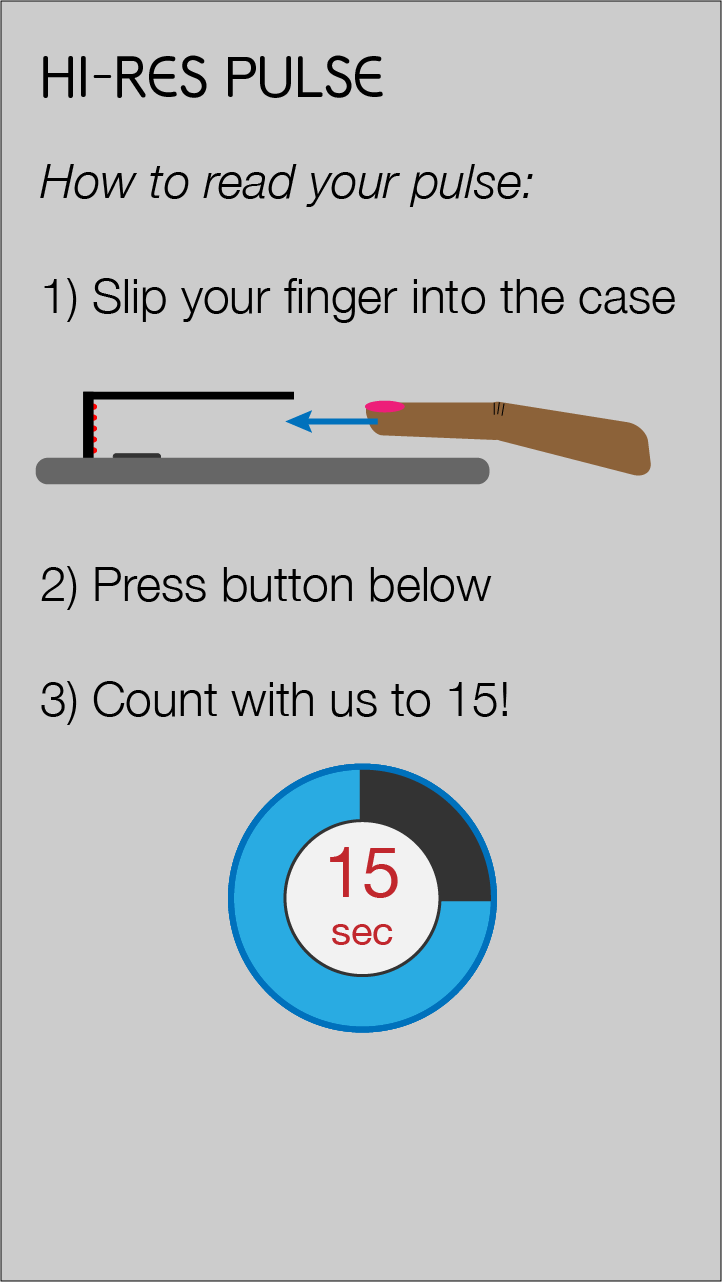 HI-RES PULSE
How to read your pulse:
1) Slip your finger into the case
2) Press button below
3) Count with us to 15!
15
sec